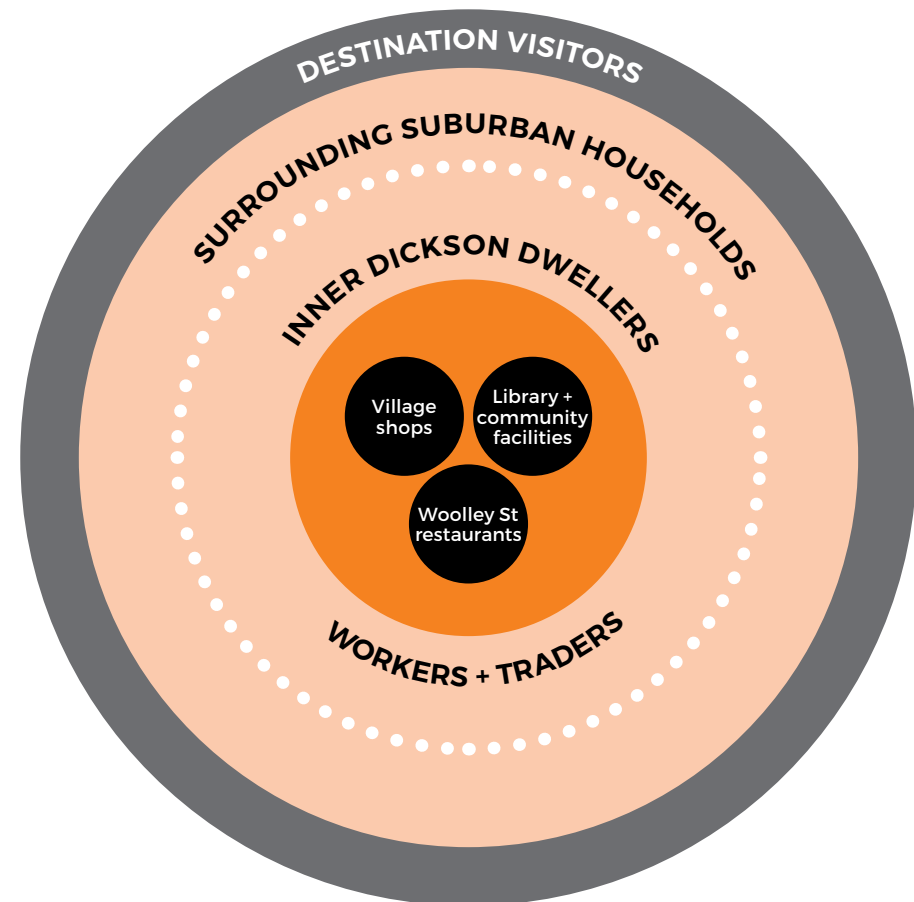 DESTINATION VISITORS
SURROUNDING SUBURBAN HOUSEHOLDS
INNER DICKSON DWELLERS
Village
shops
Library +
community
facilities
Woolley St
restaurants
WORKERS + TRADERS